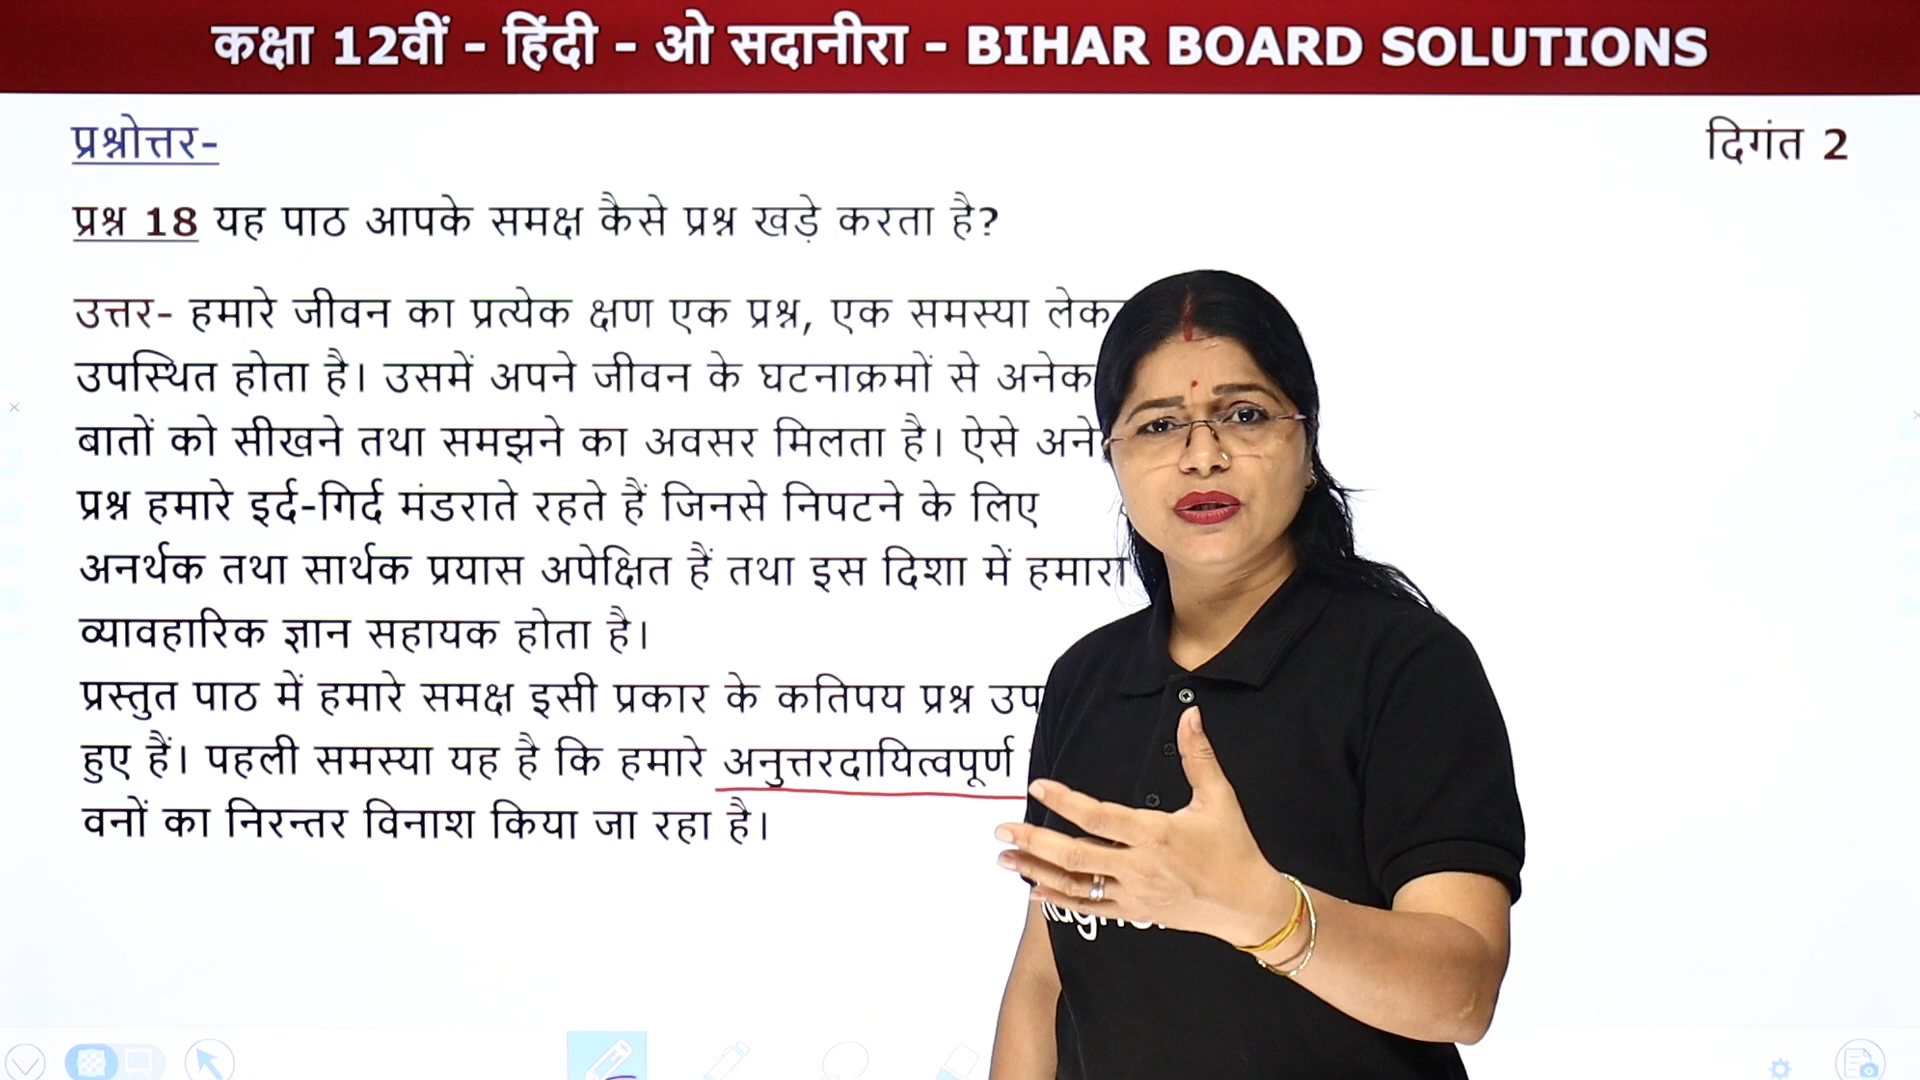 कक्षा 12वीं - हिंदी - ओ सदानीरा - BIHAR BOARD SOLUTIONS
प्रश्नोत्तर-
दिगंत 2
प्रश्न 18 यह पाठ आपके समक्ष कैसे प्रश्न खड़े करता है?
उत्तर- हमारे जीवन का प्रत्येक क्षण एक प्रश्न, एक समस्या
उपस्थित होता है। उसमें अपने जीवन के घटनाक्रमों से अनेक
बातों को सीखने तथा समझने का अवसर मिलता है। ऐसे
प्रश्न हमारे इर्द-गिर्द मंडराते रहते हैं जिनसे निपटने के लिए
अनर्थक तथा सार्थक प्रयास अपेक्षित हैं तथा इस दिशा में हमारा
व्यावहारिक ज्ञान सहायक होता है।
प्रस्तुत पाठ में हमारे समक्ष इसी प्रकार के कतिपय प्रश्न
हुए हैं। पहली समस्या यह है कि हमारे अनुत्तरदायित्वपूर्ण
वनों का निरन्तर विनाश किया जा रहा है।